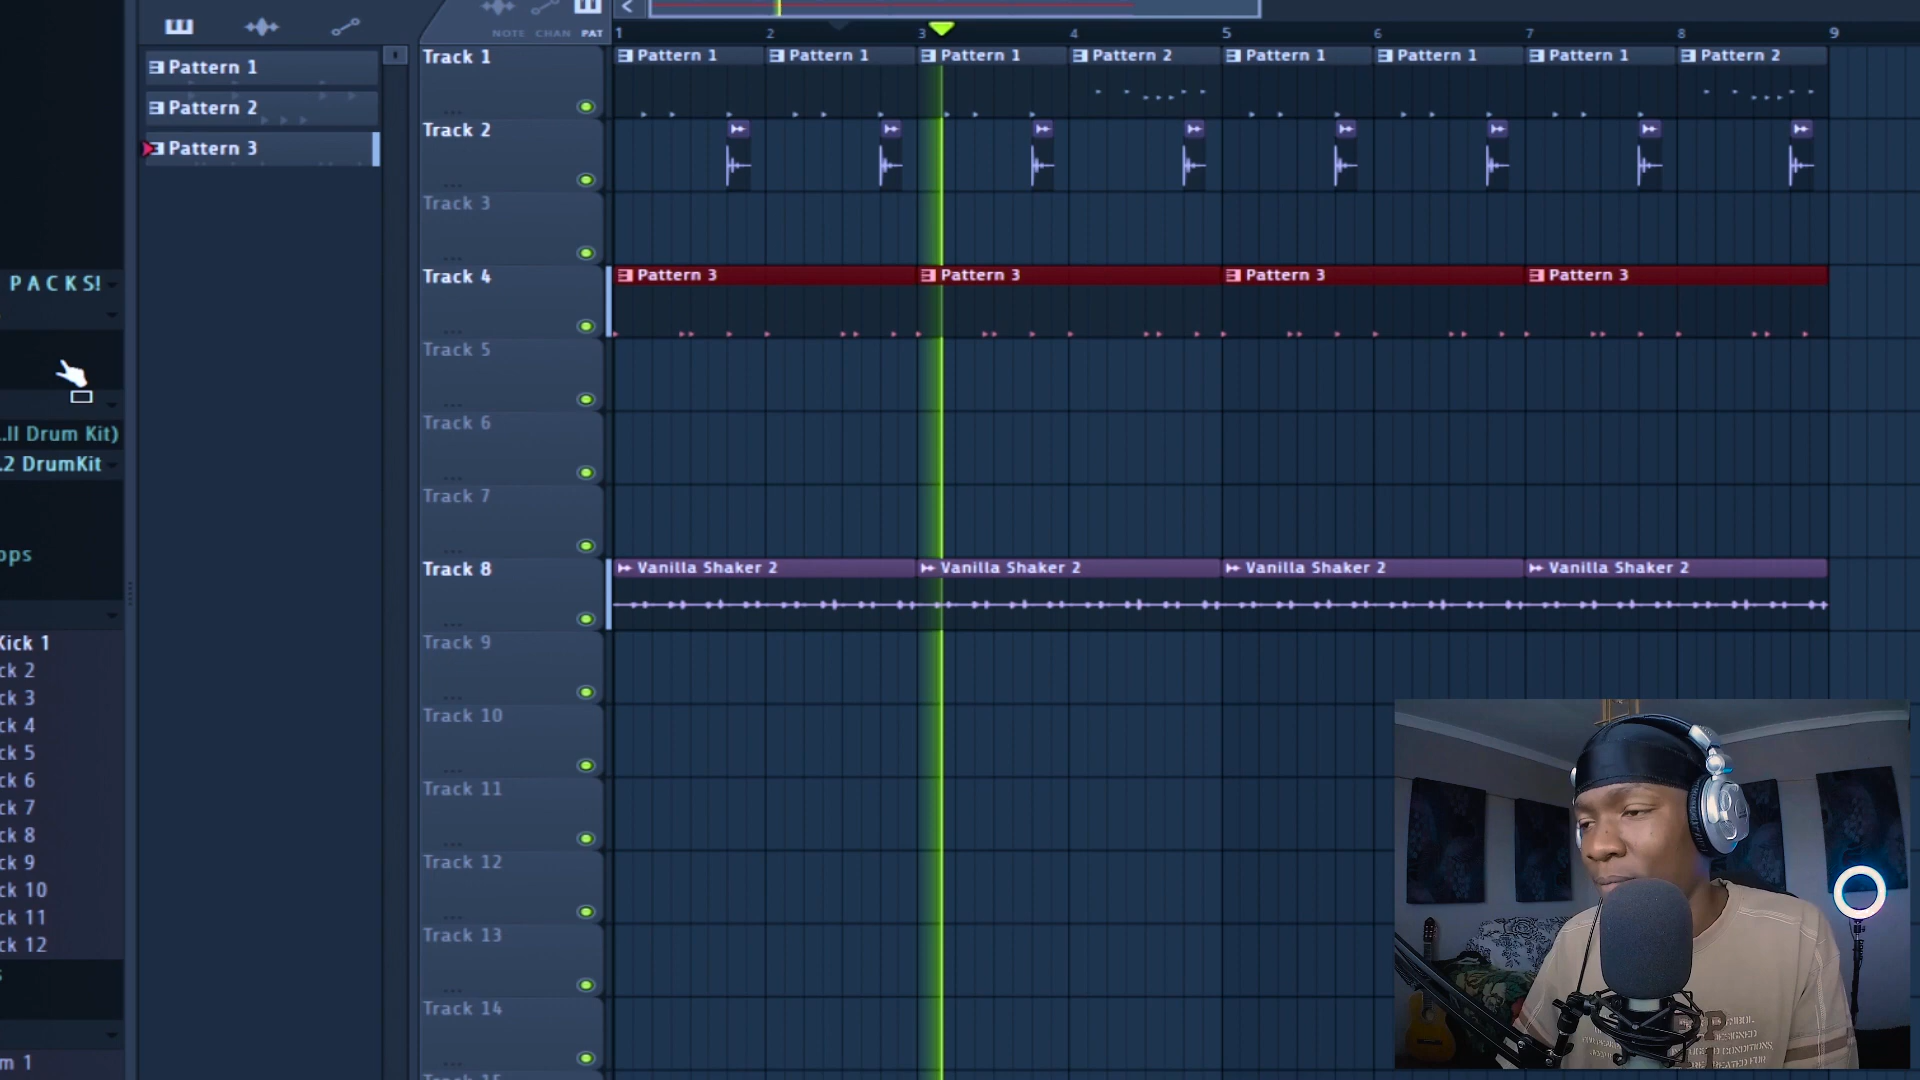 NOTE CHAN PAT
1 2 3 4 5 6 7 8 9
Pattern 1
Pattern 2
Pattern 3
Track 1
Pattern 1 Pattern 1 Pattern 1 Pattern 2 Pattern 1 Pattern 1 Pattern 1 Pattern 2
Track 2
Track 3
Track 4
Pattern 3 Pattern 3 Pattern 3 Pattern 3
Track 5
Track 6
Track 7
Track 8
Vanilla Shaker 2 Vanilla Shaker 2 Vanilla Shaker 2 Vanilla Shaker 2
Track 9
Track 10
Track 11
Track 12
Track 13
Track 14
PACKS!
..II Drum Kit)
..2 DrumKit
ops
Kick 1
ck 2
ck 3
ck 4
ck 5
ck 6
ck 7
ck 8
ck 9
ck 10
ck 11
ck 12
m 1